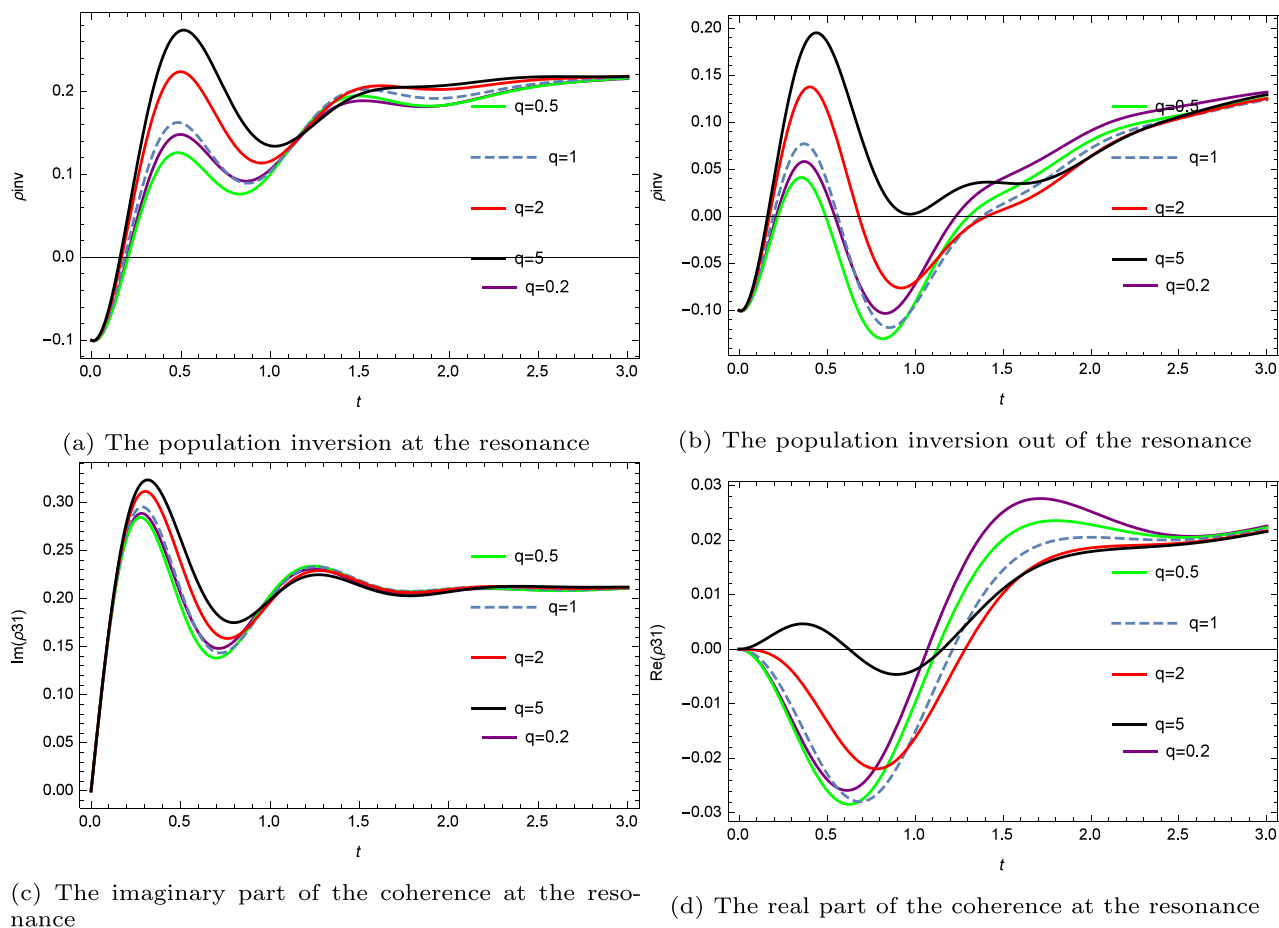 0.2
0.1
0.0
−0.1
ρinv
q=0.5
q=1
q=2
q=5
q=0.2
0.0 0.5 1.0 1.5 2.0 2.5 3.0
t
(a) The population inversion at the resonance
0.20
0.15
0.10
0.05
0.00
−0.05
−0.10
ρinv
q=0.5
q=1
q=2
q=5
q=0.2
0.0 0.5 1.0 1.5 2.0 2.5 3.0
t
(b) The population inversion out of the resonance
0.30
0.25
0.20
0.15
0.10
0.05
0.00
Im(ρ31)
q=0.5
q=1
q=2
q=5
q=0.2
0.0 0.5 1.0 1.5 2.0 2.5 3.0
t
(c) The imaginary part of the coherence at the reso-
nance
0.03
0.02
0.01
0.00
−0.01
−0.02
−0.03
Re(ρ31)
q=0.5
q=1
q=2
q=5
q=0.2
0.0 0.5 1.0 1.5 2.0 2.5 3.0
t
(d) The real part of the coherence at the resonance